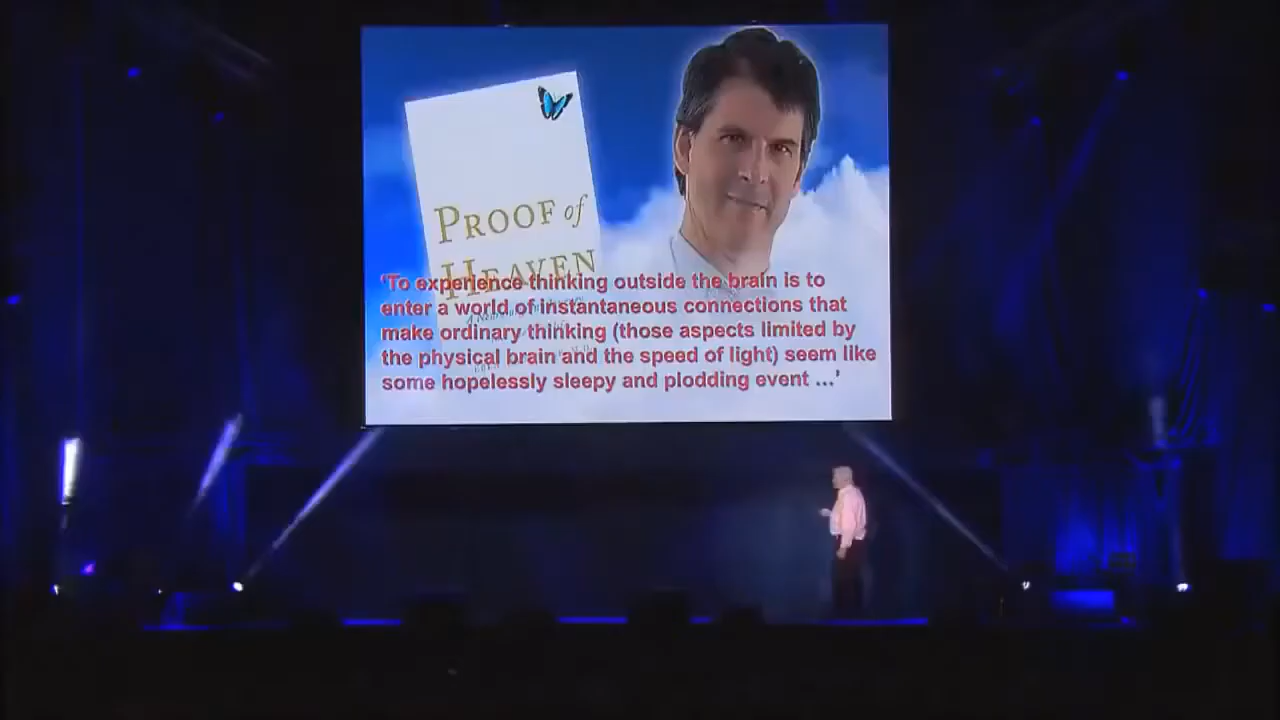 PROOF of
HEAVEN
'To experience thinking outside the brain is to
enter a world of instantaneous connections that
make ordinary thinking (those aspects limited by
the physical brain and the speed of light) seem like
some hopelessly sleepy and plodding event ...'